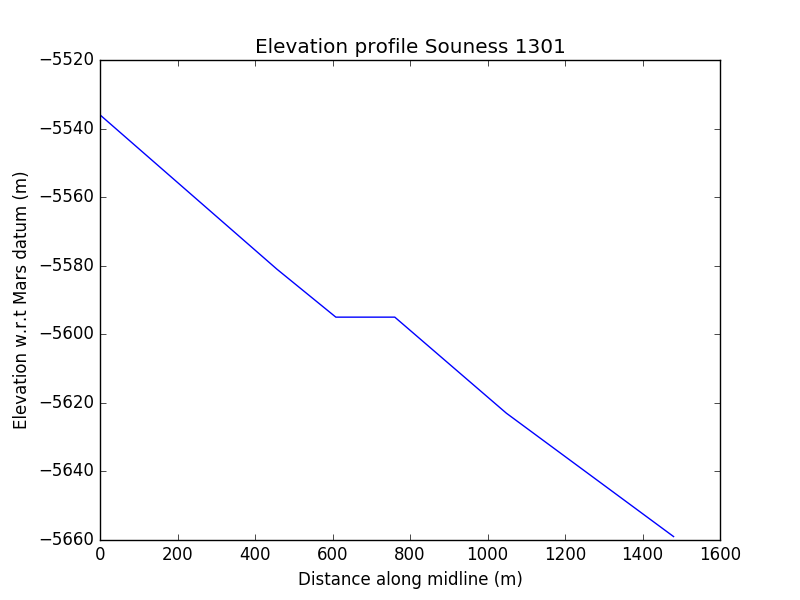 Elevation profile Souness 1301
−5520
−5540
−5560
−5580
−5600
−5620
−5640
−5660
Elevation w.r.t Mars datum (m)
0 200 400 600 800 1000 1200 1400 1600
Distance along midline (m)